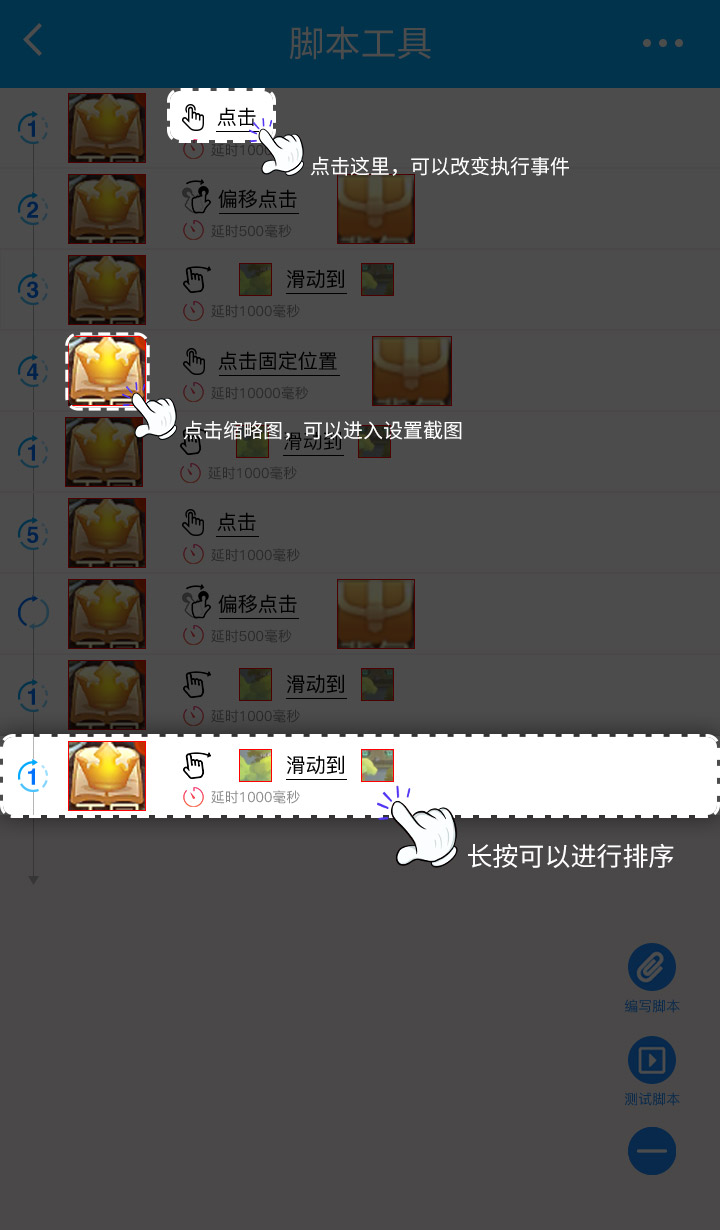 脚本工具
1
点击
延时100
点击这里，可以改变执行事件
2
偏移点击
延时500毫秒
3
滑动到
延时1000毫秒
4
点击固定位置
延时10000毫秒
点击缩略图，可以进入设置截图
1
滑动到
延时1000毫秒
5
点击
延时1000毫秒
偏移点击
延时500毫秒
1
滑动到
延时1000毫秒
1
滑动到
延时1000毫秒
长按可以进行排序
编写脚本
测试脚本